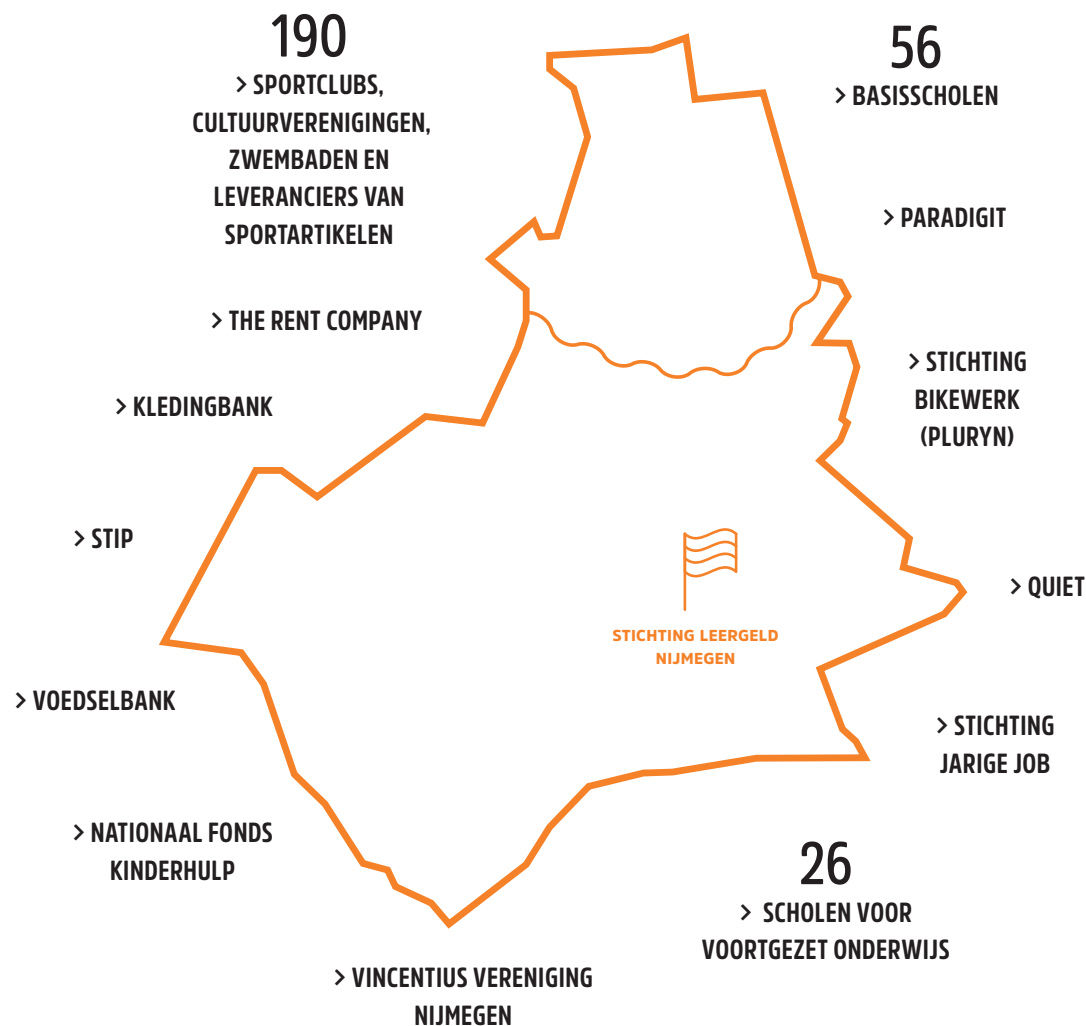 190
> SPORTCLUBS,
CULTUURVERENIGINGEN,
ZWEMBADEN EN
LEVERANCIERS VAN
SPORTARTIKELEN
56
> BASISSCHOLEN
> PARADIGIT
> THE RENT COMPANY
> STICHTING
BIKEWERK
(PLURYN)
> KLEDINGBANK
> STIP
> QUIET
STICHTING LEERGELD
NIJMEGEN
> VOEDSELBANK
> STICHTING
JARIGE JOB
> NATIONAAL FONDS
KINDERHULP
26
> SCHOLEN VOOR
VOORTGEZET ONDERWIJS
> VINCENTIUS VERENIGING
NIJMEGEN